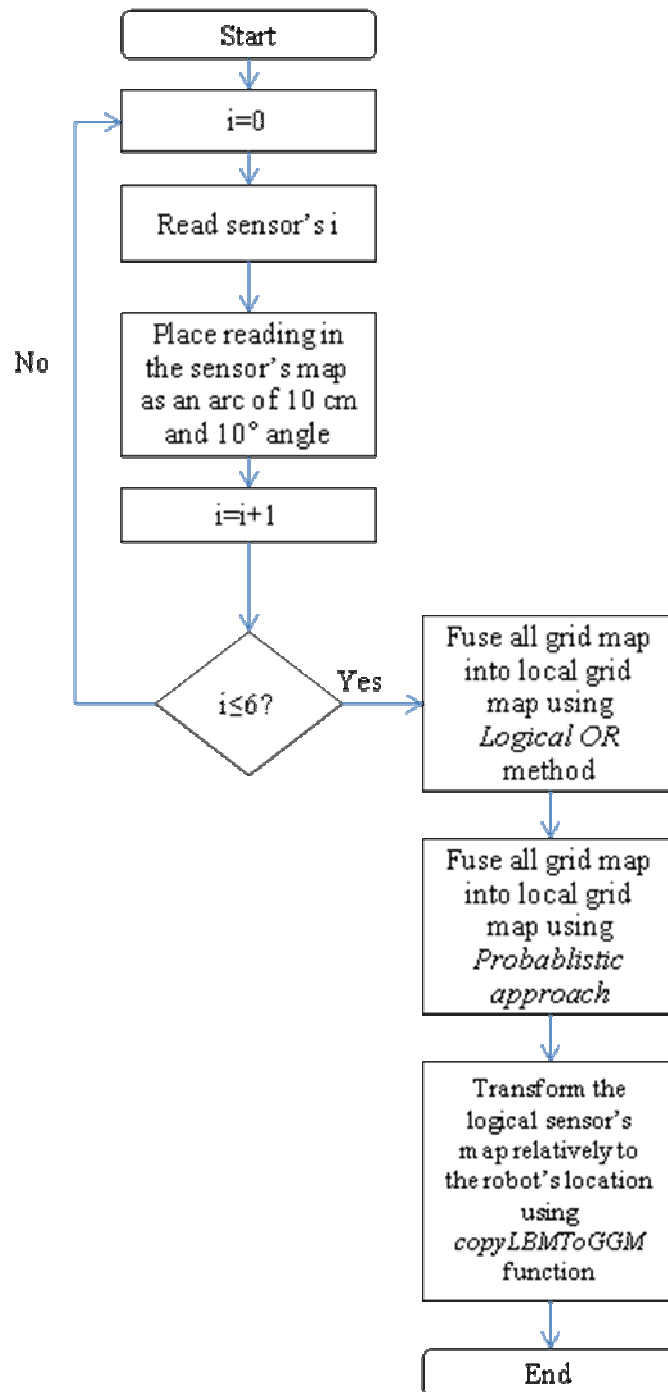 Start
i=0
Read sensor's i
Place reading in
the sensor's map
as an arc of 10 cm
and 10° angle
No
i=i+1
i≤6?
Yes
Fuse all grid map
into local grid
map using
Logical OR
method
Fuse all grid map
into local grid
map using
Probablistic
approach
Transform the
logical sensor's
map relatively to
the robot's location
using
copyLBMToGGM
function
End